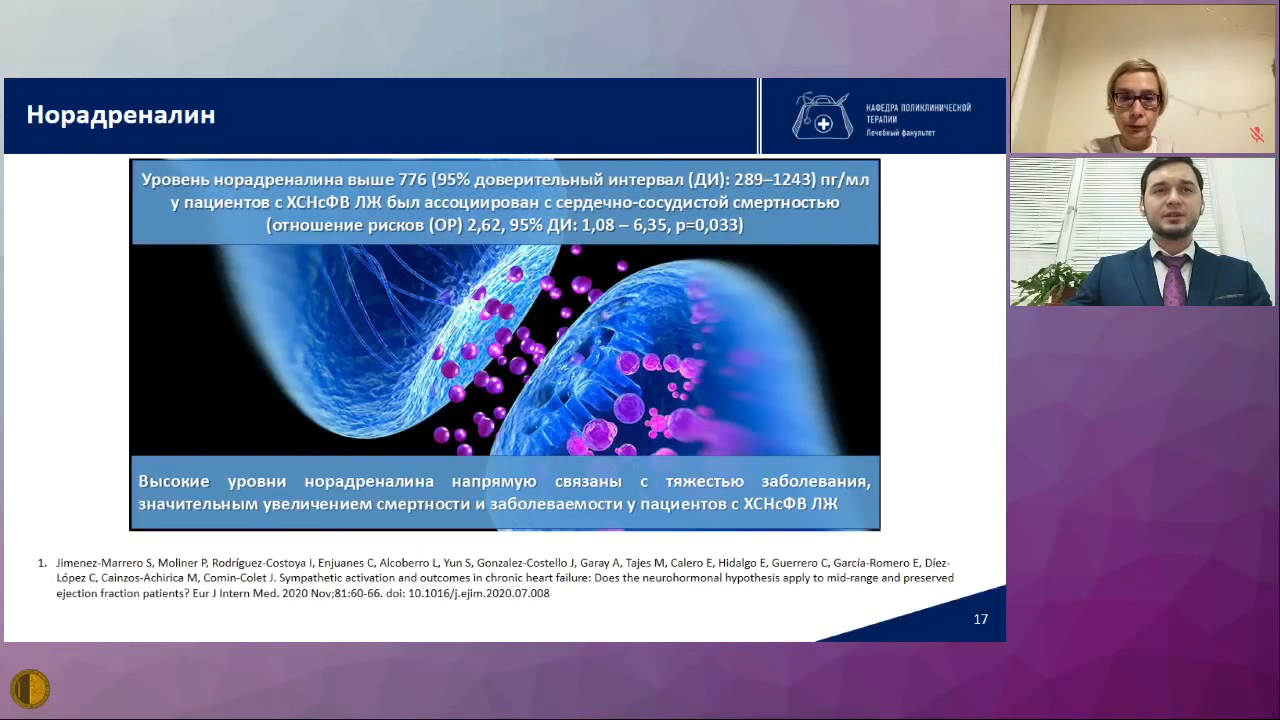 Норадреналин
КАФЕДРА ПОЛИКЛИНИЧЕСКОЙ
ТЕРАПИИ
Лечебный факультет
Уровень норадреналина выше 776 (95% доверительный интервал (ДИ): 289–1243) пг/мл
у пациентов с ХСНсФВ ЛЖ был ассоциирован с сердечно-сосудистой смертностью
(отношение рисков (ОР) 2,62, 95% ДИ: 1,08 – 6,35, p=0,033)
Высокие уровни норадреналина напрямую связаны с тяжестью заболевания,
значительным увеличением смертности и заболеваемости у пациентов с ХСНсФВ ЛЖ
1. Jimenez-Marrero S, Moliner P, Rodríguez-Costoya I, Enjuanes C, Alcoberro L, Yun S, Gonzalez-Costello J, Garay A, Tajes M, Calero E, Hidalgo E, Guerrero C, García-Romero E, Díez-
López C, Cainzos-Achirica M, Comin-Colet J. Sympathetic activation and outcomes in chronic heart failure: Does the neurohormonal hypothesis apply to mid-range and preserved
ejection fraction patients? Eur J Intern Med. 2020 Nov;81:60-66. doi: 10.1016/j.ejim.2020.07.008
17